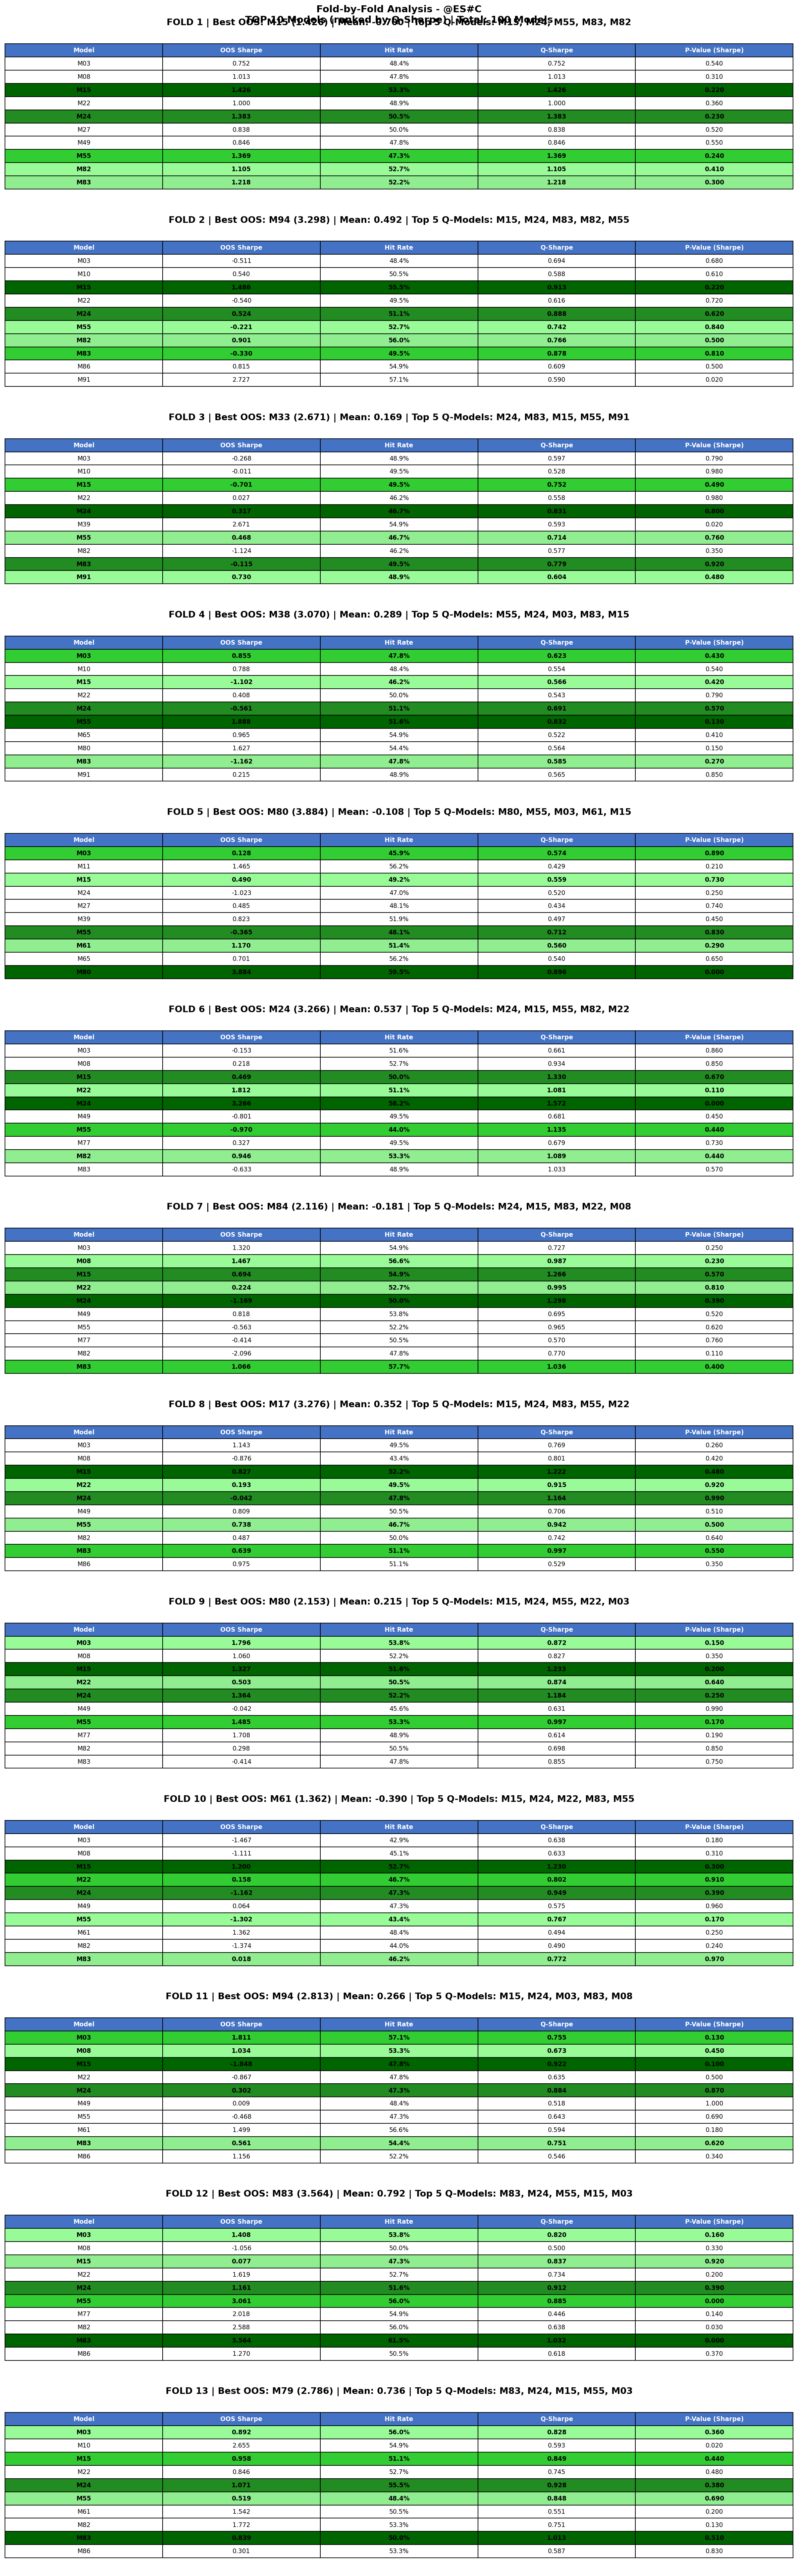 Fold-by-Fold Analysis - @ES#C
TOP 10 Models (ranked by Q-Sharpe) | Total: 100 Models
FOLD 1 | Best OOS: M15 (1.426) | Mean: | Top 5 Q-Models: M15, M24, M55, M83, M82
Model OOS Sharpe Hit Rate Q-Sharpe P-Value (Sharpe)
M03 0.752 48.4% 0.752 0.540
M08 1.013 47.8% 1.013 0.310
M15 1.426 53.3% 1.426 0.220
M22 1.000 48.9% 1.000 0.360
M24 1.383 50.5% 1.383 0.230
M27 0.838 50.0% 0.838 0.520
M49 0.846 47.8% 0.846 0.550
M55 1.369 47.3% 1.369 0.240
M82 1.105 52.7% 1.105 0.410
M83 1.218 52.2% 1.218 0.300
FOLD 2 | Best OOS: M94 (3.298) | Mean: 0.492 | Top 5 Q-Models: M15, M24, M83, M82, M55
Model OOS Sharpe Hit Rate Q-Sharpe P-Value (Sharpe)
M03 -0.511 48.4% 0.694 0.680
M10 0.540 50.5% 0.588 0.610
M15 1.466 55.5% 0.913 0.220
M22 -0.540 49.5% 0.616 0.720
M24 0.524 51.1% 0.888 0.620
M55 -0.221 52.7% 0.742 0.840
M82 0.901 56.0% 0.766 0.500
M83 -0.330 49.5% 0.878 0.810
M86 0.815 54.9% 0.609 0.500
M91 2.727 57.1% 0.590 0.020
FOLD 3 | Best OOS: M33 (2.671) | Mean: 0.169 | Top 5 Q-Models: M24, M83, M15, M55, M91
Model OOS Sharpe Hit Rate Q-Sharpe P-Value (Sharpe)
M03 -0.268 48.9% 0.597 0.790
M10 -0.011 49.5% 0.528 0.980
M15 -0.701 49.5% 0.752 0.490
M22 0.027 46.2% 0.558 0.980
M24 0.317 46.7% 0.831 0.800
M39 2.671 54.9% 0.593 0.020
M55 0.468 46.7% 0.714 0.760
M82 -1.124 46.2% 0.577 0.350
M83 -0.115 49.5% 0.779 0.920
M91 0.730 48.9% 0.604 0.480
FOLD 4 | Best OOS: M38 (3.070) | Mean: 0.289 | Top 5 Q-Models: M55, M24, M03, M83, M15
Model OOS Sharpe Hit Rate Q-Sharpe P-Value (Sharpe)
M03 0.855 47.8% 0.623 0.430
M10 0.788 48.4% 0.554 0.540
M15 -1.102 46.2% 0.566 0.420
M22 0.408 50.0% 0.543 0.790
M24 -0.561 51.1% 0.691 0.570
M55 1.888 51.6% 0.832 0.130
M65 0.965 54.9% 0.522 0.410
M80 1.627 54.4% 0.564 0.150
M83 -1.162 47.8% 0.585 0.270
M91 0.215 48.9% 0.565 0.850
FOLD 5 | Best OOS: M80 (3.884) | Mean: -0.108 | Top 5 Q-Models: M80, M55, M03, M61, M15
Model OOS Sharpe Hit Rate Q-Sharpe P-Value (Sharpe)
M03 0.128 45.9% 0.574 0.890
M11 1.465 56.2% 0.429 0.210
M15 0.490 49.2% 0.559 0.730
M24 -1.023 47.0% 0.520 0.250
M27 0.485 48.1% 0.434 0.740
M39 0.823 51.9% 0.497 0.450
M55 -0.365 48.1% 0.712 0.830
M61 1.170 51.4% 0.560 0.290
M65 0.701 56.2% 0.540 0.650
M80 3.884 59.5% 0.896 0.000
FOLD 6 | Best OOS: M24 (3.266) | Mean: 0.537 | Top 5 Q-Models: M24, M15, M55, M82, M22
Model OOS Sharpe Hit Rate Q-Sharpe P-Value (Sharpe)
M03 -0.153 51.6% 0.661 0.860
M08 0.218 52.7% 0.934 0.850
M15 0.469 50.0% 1.330 0.670
M22 1.812 51.1% 1.081 0.110
M24 3.266 58.2% 1.572 0.000
M49 -0.801 49.5% 0.681 0.450
M55 -0.970 44.0% 1.135 0.440
M77 0.327 49.5% 0.679 0.730
M82 0.946 53.3% 1.089 0.440
M83 -0.633 48.9% 1.033 0.570
FOLD 7 | Best OOS: M84 (2.116) | Mean: -0.181 | Top 5 Q-Models: M24, M15, M83, M22, M08
Model OOS Sharpe Hit Rate Q-Sharpe P-Value (Sharpe)
M03 1.320 54.9% 0.727 0.250
M08 1.467 56.6% 0.987 0.230
M15 0.694 54.9% 1.266 0.570
M22 0.224 52.7% 0.995 0.810
M24 -1.169 50.0% 1.298 0.390
M49 0.818 53.8% 0.695 0.520
M55 -0.563 52.2% 0.965 0.620
M77 -0.414 50.5% 0.570 0.760
M82 -2.096 47.8% 0.770 0.110
M83 1.066 57.7% 1.036 0.400
FOLD 8 | Best OOS: M17 (3.276) | Mean: 0.352 | Top 5 Q-Models: M15, M24, M83, M55, M22
Model OOS Sharpe Hit Rate Q-Sharpe P-Value (Sharpe)
M03 1.143 49.5% 0.769 0.260
M08 -0.876 43.4% 0.801 0.420
M15 0.827 52.2% 1.222 0.480
M22 0.193 49.5% 0.915 0.920
M24 -0.042 47.8% 1.164 0.990
M49 0.809 50.5% 0.706 0.510
M55 0.738 46.7% 0.942 0.500
M82 0.487 50.0% 0.742 0.640
M83 0.639 51.1% 0.997 0.550
M86 0.975 51.1% 0.529 0.350
FOLD 9 | Best OOS: M80 (2.153) | Mean: 0.215 | Top 5 Q-Models: M15, M24, M55, M22, M03
Model OOS Sharpe Hit Rate Q-Sharpe P-Value (Sharpe)
M03 1.796 53.8% 0.872 0.150
M08 1.060 52.2% 0.827 0.350
M15 1.327 51.6% 1.233 0.200
M22 0.503 50.5% 0.874 0.640
M24 1.364 52.2% 1.184 0.250
M49 -0.042 45.6% 0.631 0.990
M55 1.485 53.3% 0.997 0.170
M77 1.708 48.9% 0.614 0.190
M82 0.298 50.5% 0.698 0.850
M83 -0.414 47.8% 0.855 0.750
FOLD 10 | Best OOS: M61 (1.362) | Mean: -0.390 | Top 5 Q-Models: M15, M24, M22, M83, M55
Model OOS Sharpe Hit Rate Q-Sharpe P-Value (Sharpe)
M03 -1.467 42.9% 0.638 0.180
M08 -1.111 45.1% 0.633 0.310
M15 1.200 52.7% 1.230 0.300
M22 0.158 46.7% 0.802 0.910
M24 -1.162 47.3% 0.949 0.390
M49 0.064 47.3% 0.575 0.960
M55 -1.302 43.4% 0.767 0.170
M61 1.362 48.4% 0.494 0.250
M82 -1.374 44.0% 0.490 0.240
M83 0.018 46.2% 0.772 0.970
FOLD 11 | Best OOS: M94 (2.813) | Mean: 0.266 | Top 5 Q-Models: M15, M24, M03, M83, M08
Model OOS Sharpe Hit Rate Q-Sharpe P-Value (Sharpe)
M03 1.811 57.1% 0.755 0.130
M08 1.034 53.3% 0.673 0.450
M15 -1.848 47.8% 0.922 0.100
M22 -0.867 47.8% 0.635 0.500
M24 0.302 47.3% 0.884 0.870
M49 0.009 48.4% 0.518 1.000
M55 -0.468 47.3% 0.643 0.690
M61 1.499 56.6% 0.594 0.180
M83 0.561 54.4% 0.751 0.620
M86 1.156 52.2% 0.546 0.340
FOLD 12 | Best OOS: M83 (3.564) | Mean: 0.792 | Top 5 Q-Models: M83, M24, M55, M15, M03
Model OOS Sharpe Hit Rate Q-Sharpe P-Value (Sharpe)
M03 1.408 53.8% 0.820 0.160
M08 -1.056 50.0% 0.500 0.330
M15 0.077 47.3% 0.837 0.920
M22 1.619 52.7% 0.734 0.200
M24 1.161 51.6% 0.912 0.390
M55 3.061 56.0% 0.885 0.000
M77 2.018 54.9% 0.446 0.140
M82 2.588 56.0% 0.638 0.030
M83 3.564 61.5% 1.032 0.000
M86 1.270 50.5% 0.618 0.370
FOLD 13 | Best OOS: M79 (2.786) | Mean: 0.736 | Top 5 Q-Models: M83, M24, M15, M55, M03
Model OOS Sharpe Hit Rate Q-Sharpe P-Value (Sharpe)
M03 0.892 56.0% 0.828 0.360
M10 2.655 54.9% 0.593 0.020
M15 0.958 51.1% 0.849 0.440
M22 0.846 52.7% 0.745 0.480
M24 1.071 55.5% 0.928 0.380
M55 0.519 48.4% 0.848 0.690
M61 1.542 50.5% 0.551 0.200
M82 1.772 53.3% 0.751 0.130
M83 0.839 50.0% 1.013 0.510
M86 0.301 53.3% 0.587 0.830